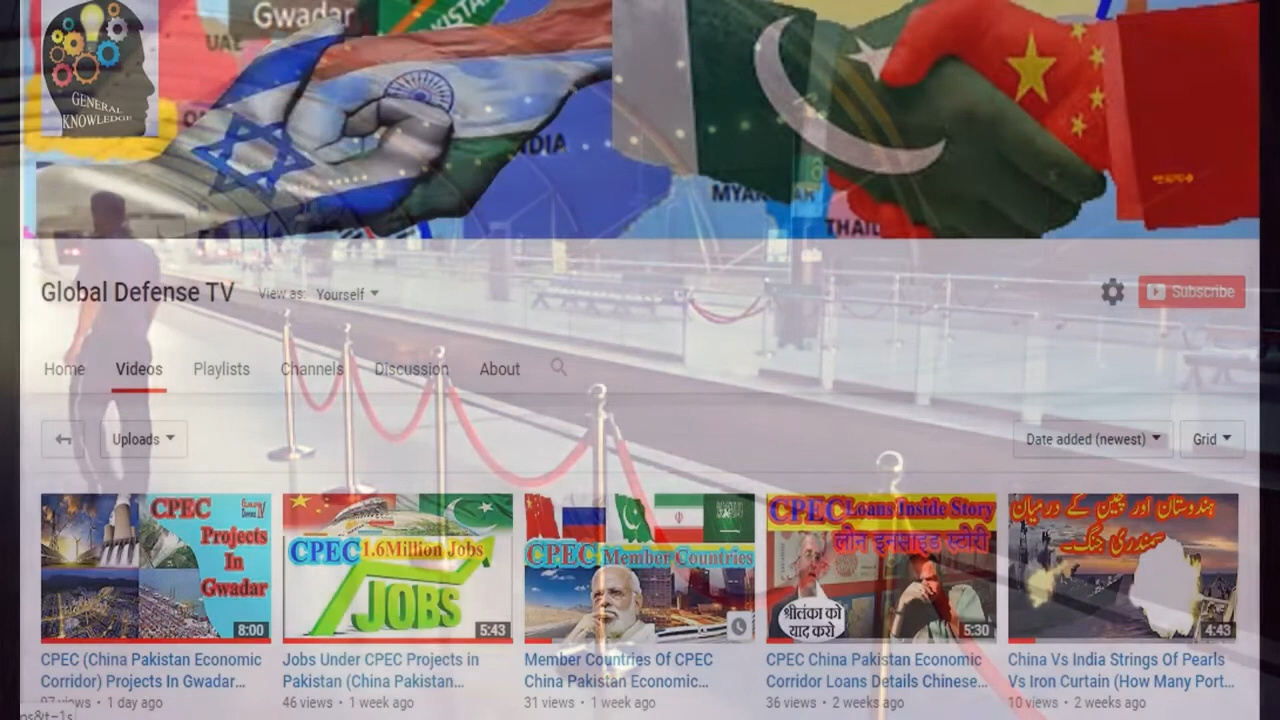 Gwadar
PAKISTAN
UAE
GENERAL
KNOWLEDGE
INDIA
MYANMAR
THAIL
Global Defense TV View as: Yourself
Subscribe
Home Videos Playlists Channels Discussion About
Uploads
Date added (newest) Grid
CPEC
Projects
In
Gwadar
8:00
CPEC 1.6Million Jobs
JOBS
5:43
CPEC Member Countries
CPEC Loans Inside Story
लोन इनसाइड स्टोरी
श्रीलंका को
याद करो
5:30
ہندوستان اور چین کے درمیان
سمندری جنگ۔
4:43
CPEC (China Pakistan Economic
Corridor) Projects In Gwadar...
97 views • 1 day ago
Jobs Under CPEC Projects in
Pakistan (China Pakistan...
46 views • 1 week ago
Member Countries Of CPEC
China Pakistan Economic...
31 views • 1 week ago
CPEC China Pakistan Economic
Corridor Loans Details Chinese...
36 views • 2 weeks ago
China Vs India Strings Of Pearls
Vs Iron Curtain (How Many Port...
10 views • 2 weeks ago